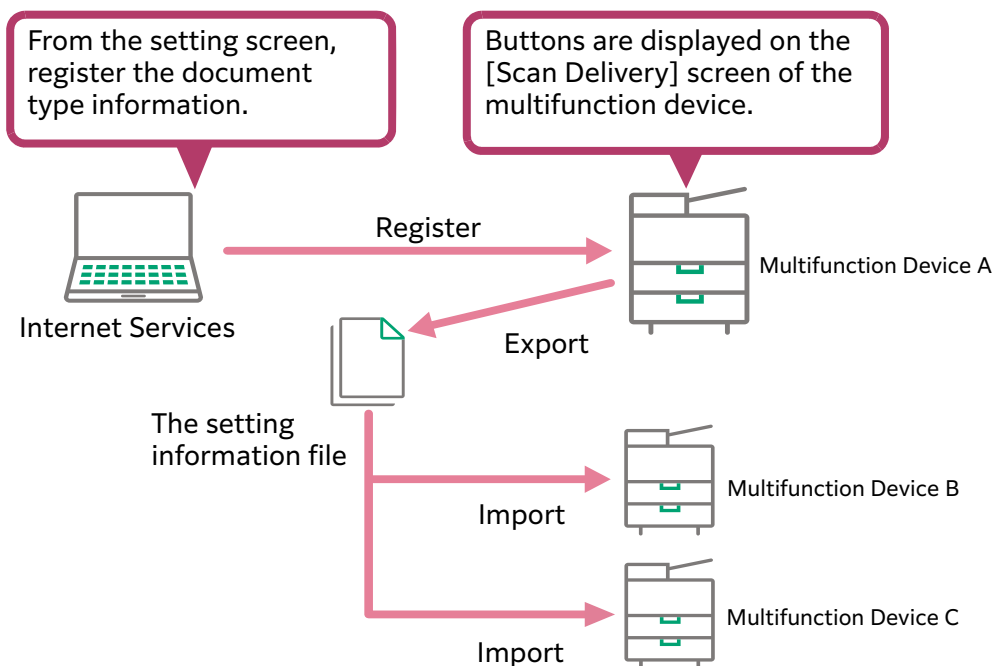 From the setting screen,
register the document
type information.
Buttons are displayed on the
[Scan Delivery] screen of the
multifunction device.
Register
Multifunction Device A
Internet Services
Export
The setting
information file
Multifunction Device B
Import
Multifunction Device C
Import